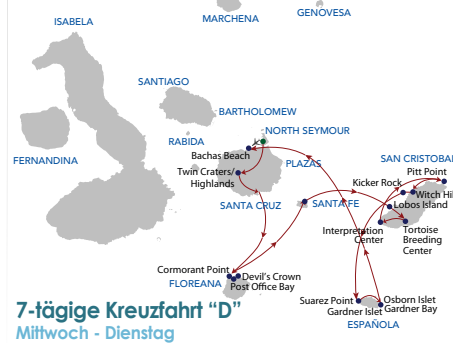 ISABELA
MARCHENA
GENOVESA
SANTIAGO
BARTHOLOMEW
NORTH SEYMOUR
RABIDA
Bachas Beach
PLAZAS
FERNANDINA
Twin Craters/
Highlands
SAN CRISTOBA
Pitt Point
Kicker Rock
Witch Hi
Lobos Island
SANTA CRUZ
SANTA FE
Interpretation
Center
Tortoise
Breeding
Center
Cormorant Point
Devil's Crown
Post Office Bay
FLOREANA
Suarez Point
Gardner Islet
Osborn Islet
Gardner Bay
ESPAÑOLA
7-tägige Kreuzfahrt “D”
Mittwoch - Dienstag